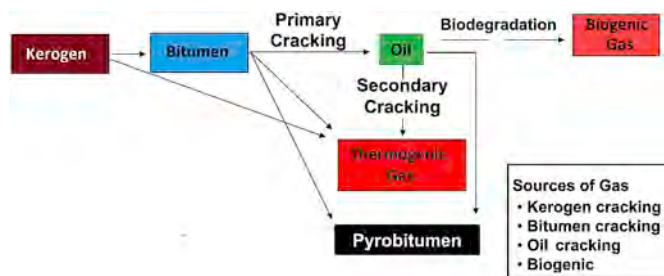 Primary
Cracking
Biodegradation
Biogenic
Gas
Kerogen
Bitumen
Oil
Secondary
Cracking
Thermogenic
Gas
Pyrobitumen
Sources of Gas
• Kerogen cracking
• Bitumen cracking
• Oil cracking
• Biogenic